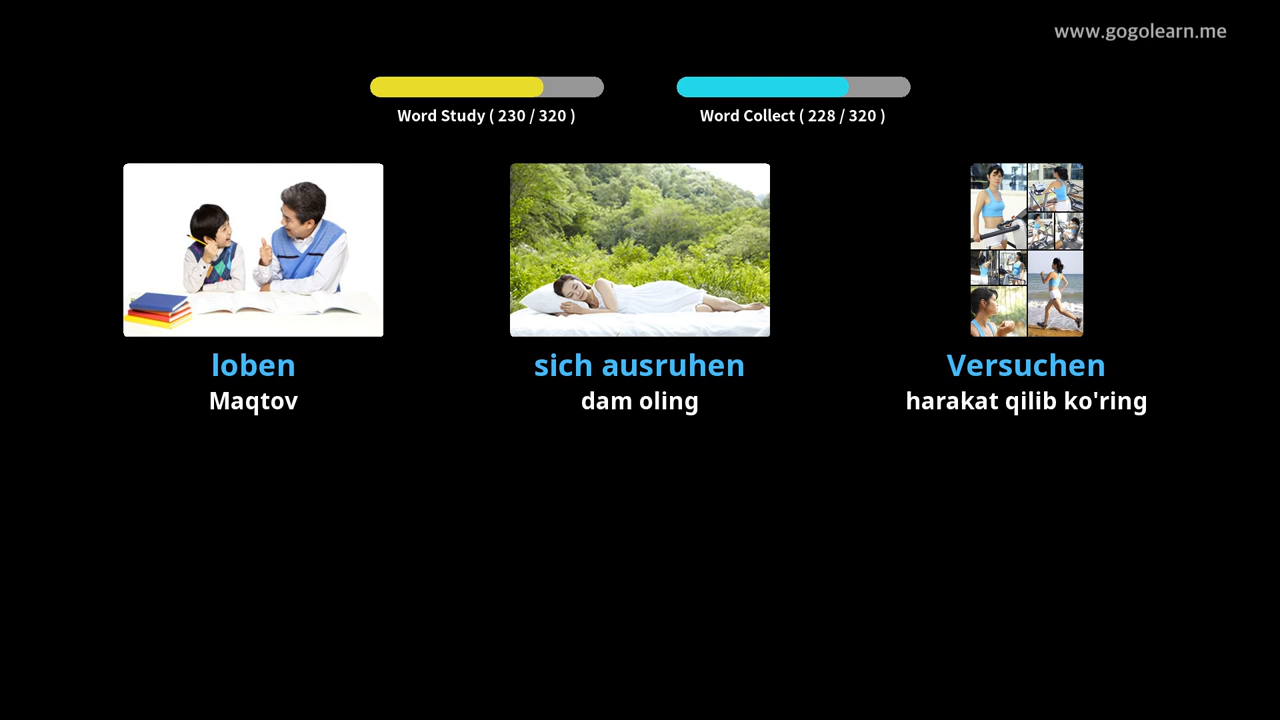 www.gogolearn.me
Word Study ( 230 / 320 )
Word Collect ( 228 / 320 )
loben
Maqtov
sich ausruhen
dam oling
Versuchen
harakat qilib ko'ring